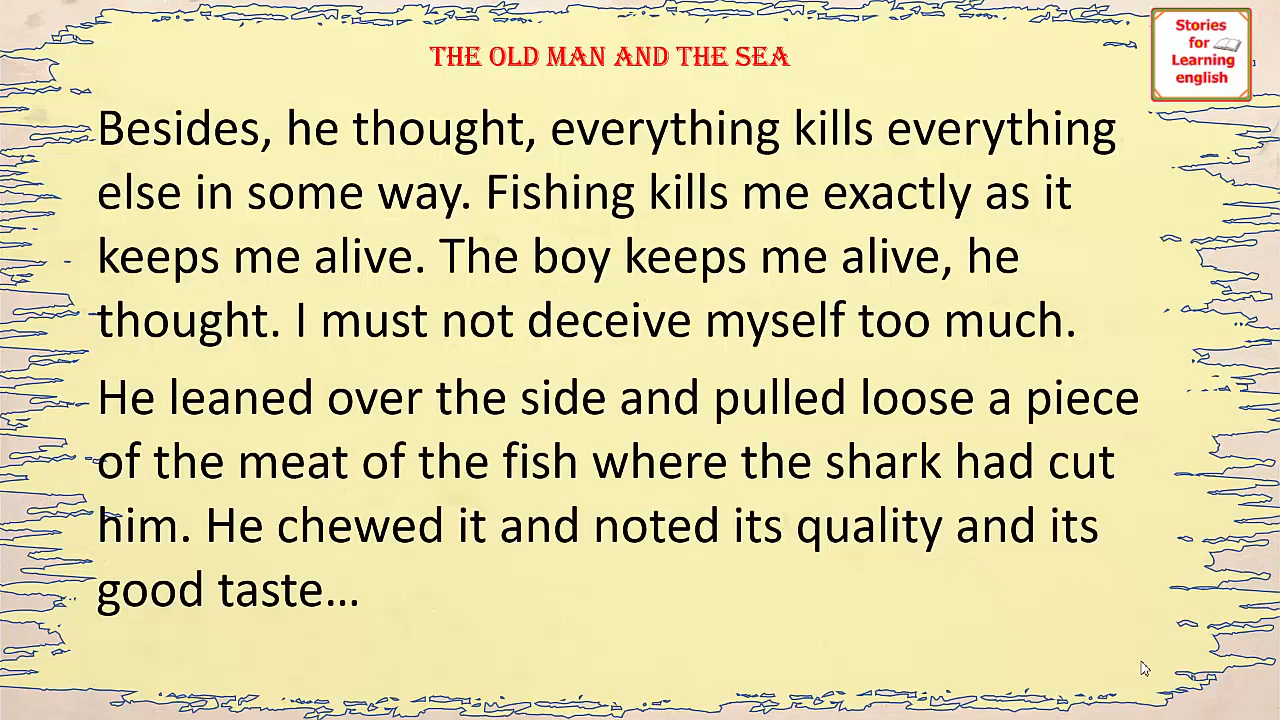 THE OLD MAN AND THE SEA
Stories
for
Learning
english
Besides, he thought, everything kills everything
else in some way. Fishing kills me exactly as it
keeps me alive. The boy keeps me alive, he
thought. I must not deceive myself too much.
He leaned over the side and pulled loose a piece
of the meat of the fish where the shark had cut
him. He chewed it and noted its quality and its
good taste…